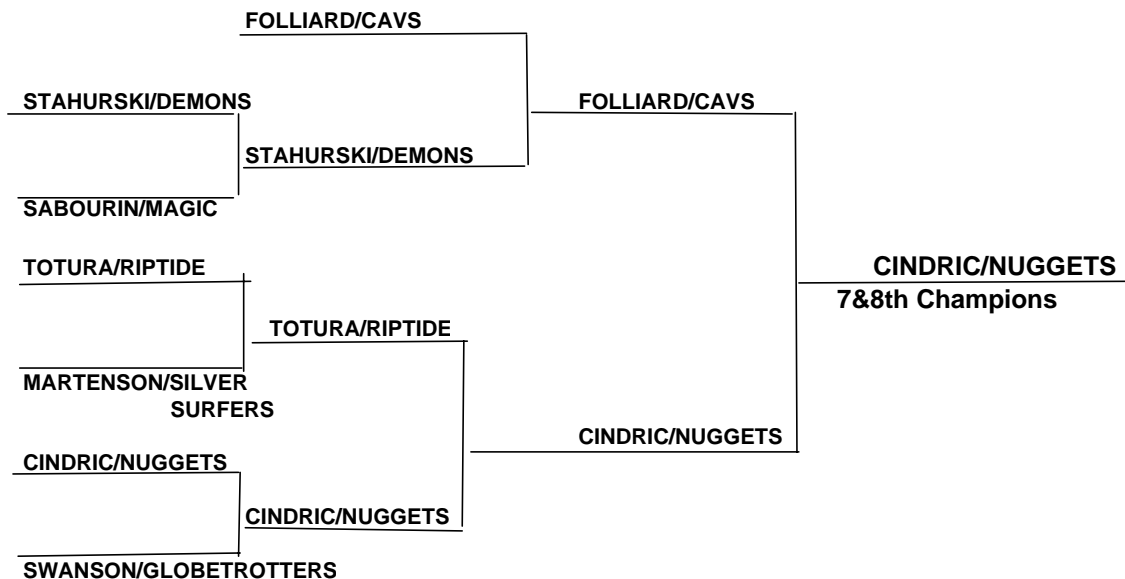 FOLLIARD/CAVS
STAHURSKI/DEMONS
FOLLIARD/CAVS
STAHURSKI/DEMONS
SABOURIN/MAGIC
TOTURA/RIPTIDE
CINDRIC/NUGGETS
7&8th Champions
TOTURA/RIPTIDE
MARTENSON/SILVER
SURFERS
CINDRIC/NUGGETS
CINDRIC/NUGGETS
CINDRIC/NUGGETS
SWANSON/GLOBETROTTERS